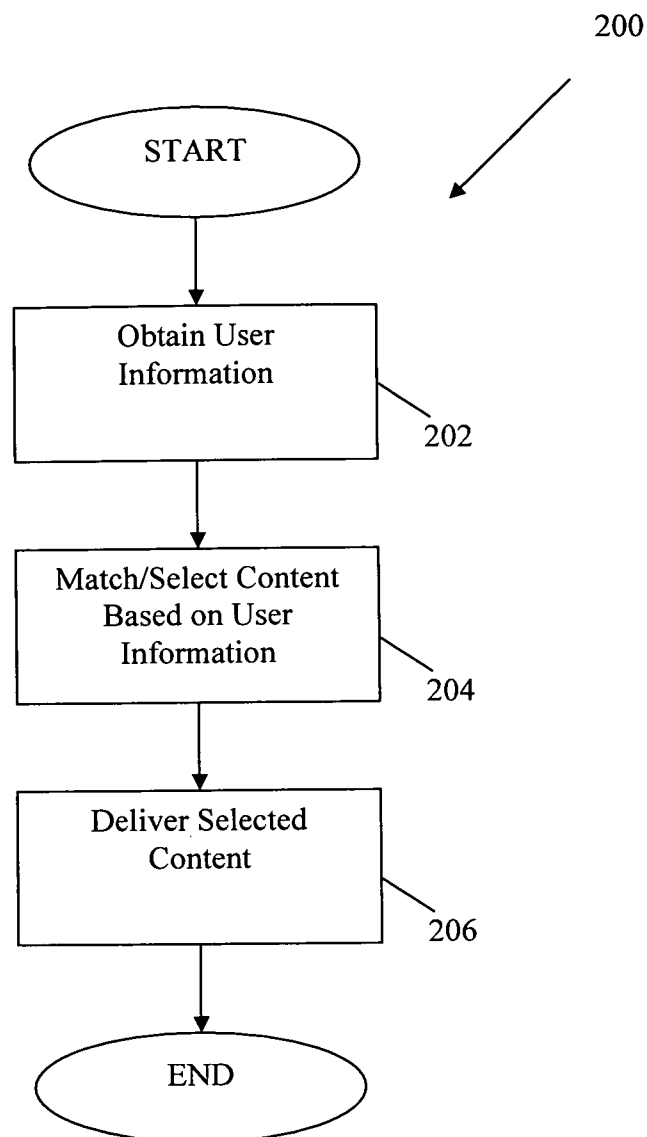 200
START
Obtain User
Information
202
Match/Select Content
Based on User
Information
204
Deliver Selected
Content
206
END